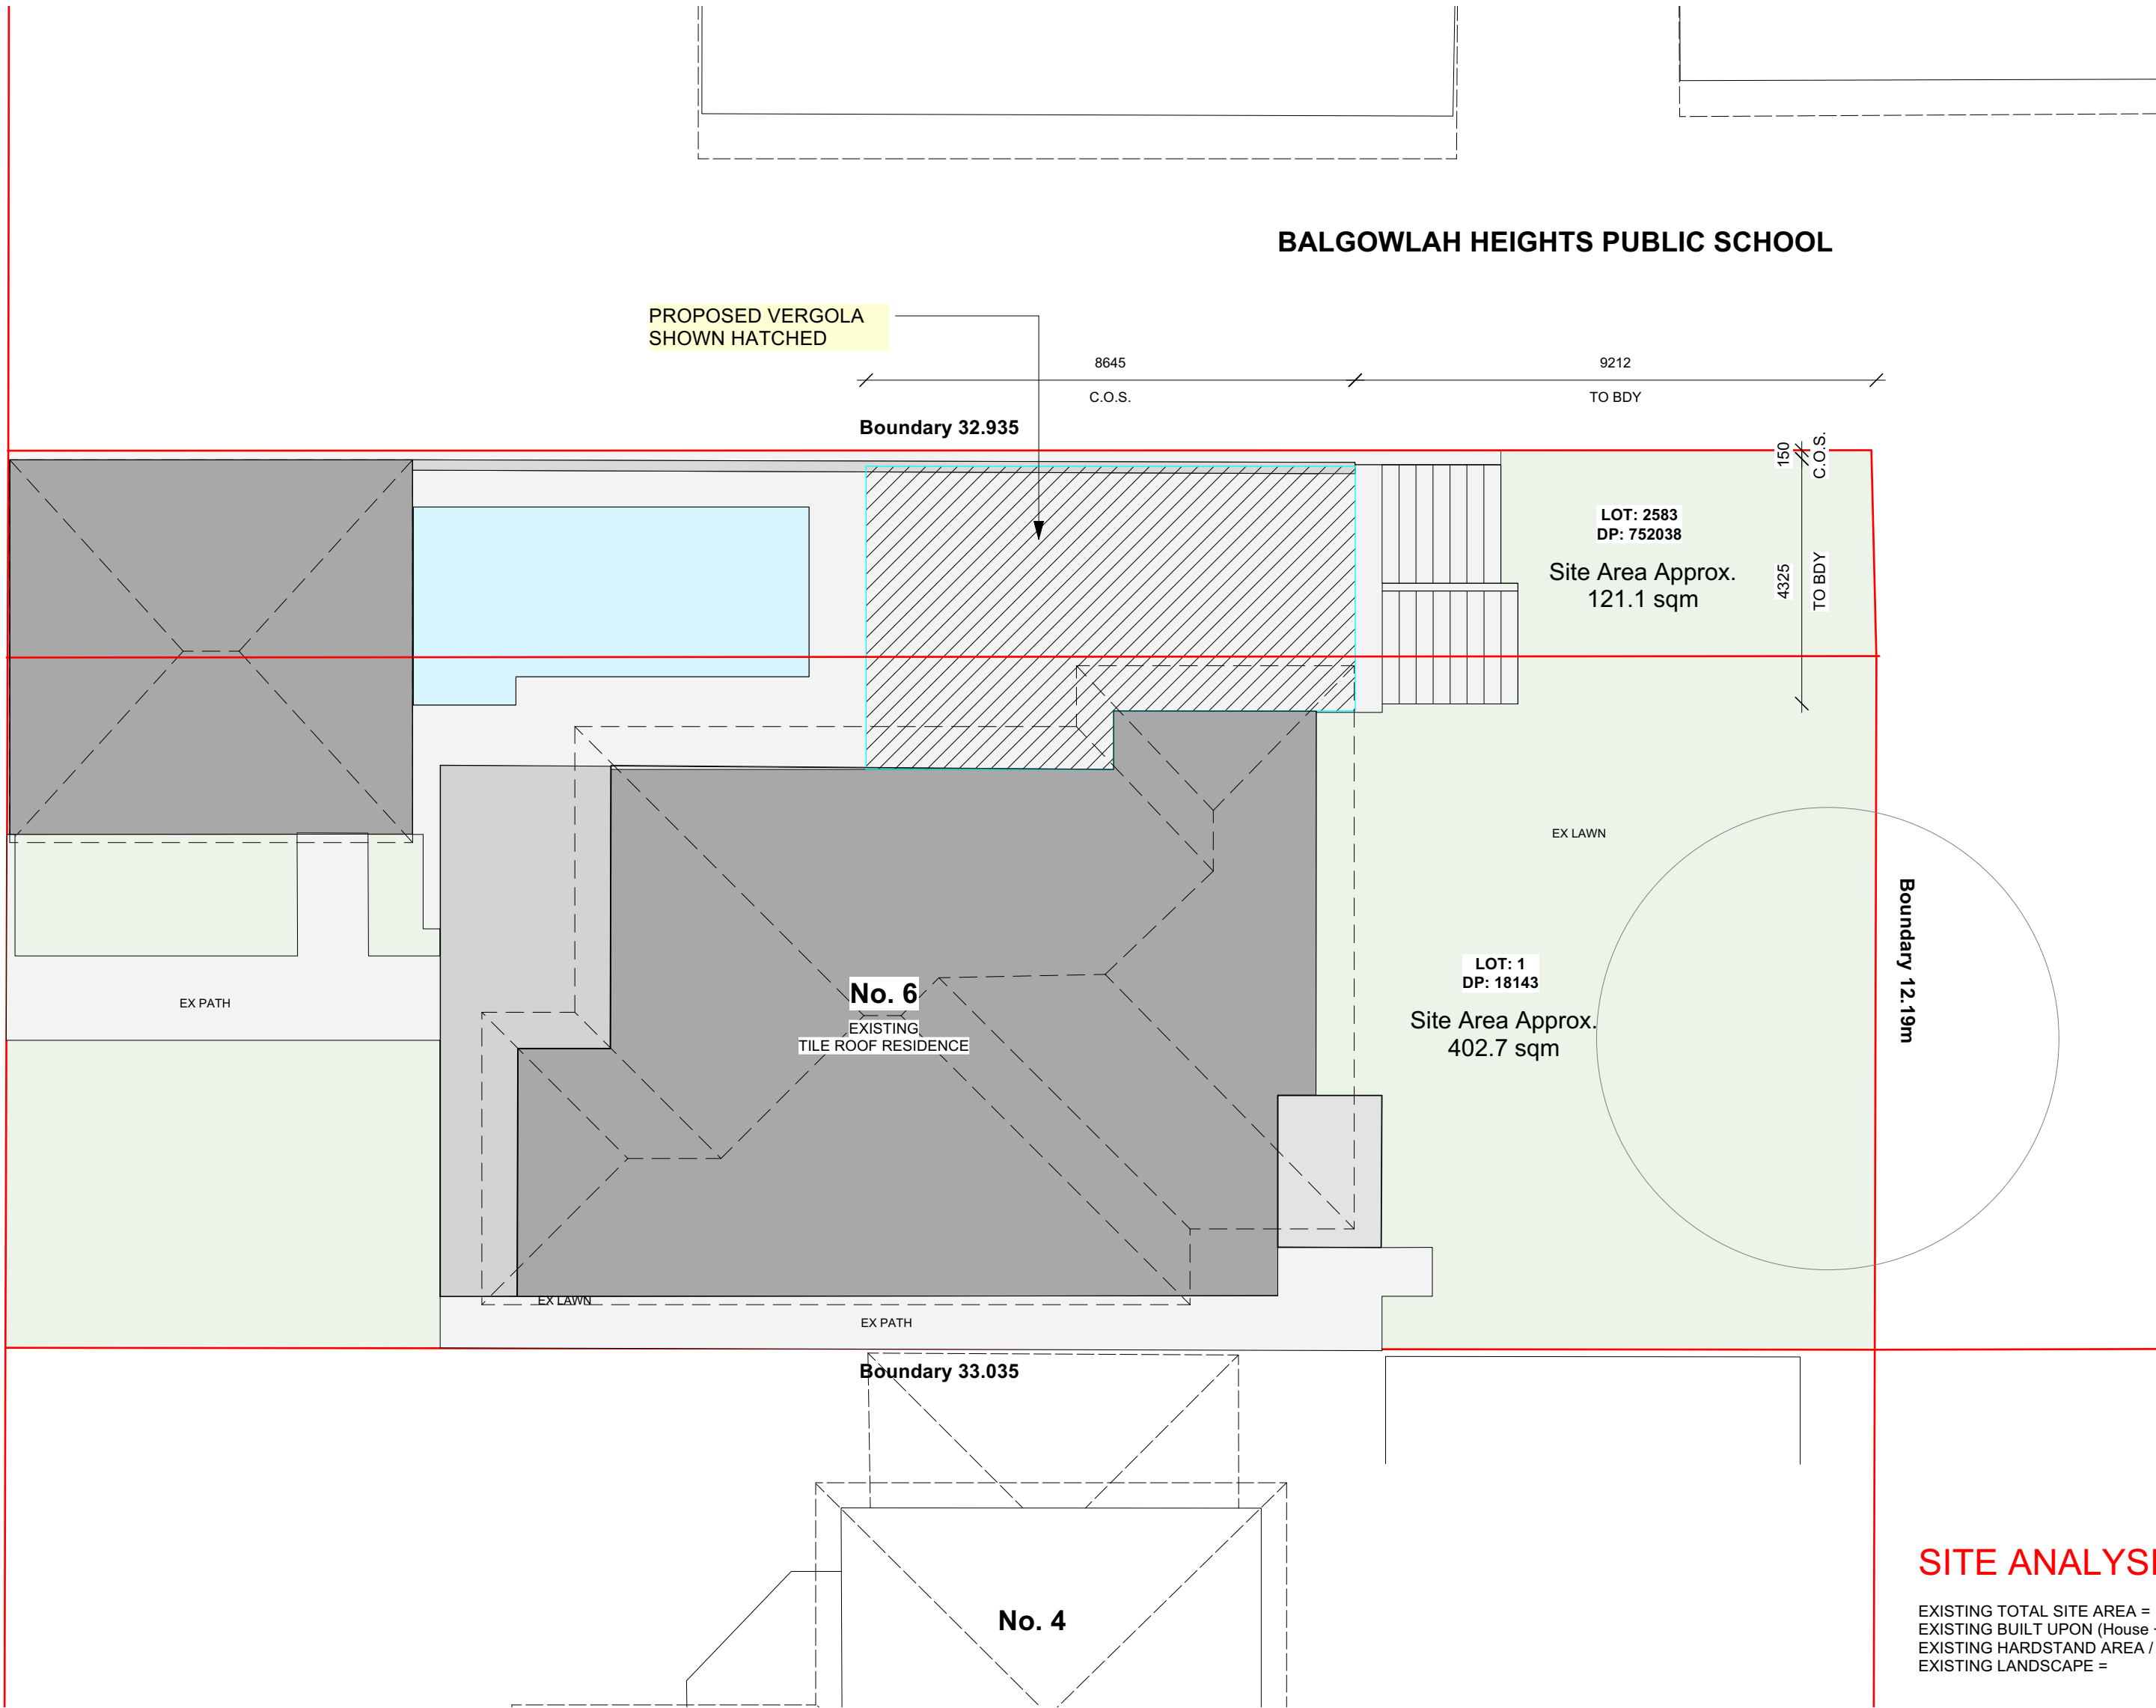 BALGOWLAH HEIGHTS PUBLIC SCHOOL
PROPOSED VERGOLA
SHOWN HATCHED
8645
C.O.S.
9212
TO BDY
Boundary 32.935
150
C.O.S.
LOT: 2583
DP: 752038
Site Area Approx.
121.1 sqm
4325
TO BDY
EX LAWN
Boundary 12.19m
LOT: 1
DP: 18143
Site Area Approx.
402.7 sqm
No. 6
EXISTING
TILE ROOF RESIDENCE
EX PATH
EX LAWN
EX PATH
Boundary 33.035
No. 4
SITE ANALYSI
EXISTING TOTAL SITE AREA =
EXISTING BUILT UPON (House
EXISTING HARDSTAND AREA /
EXISTING LANDSCAPE =